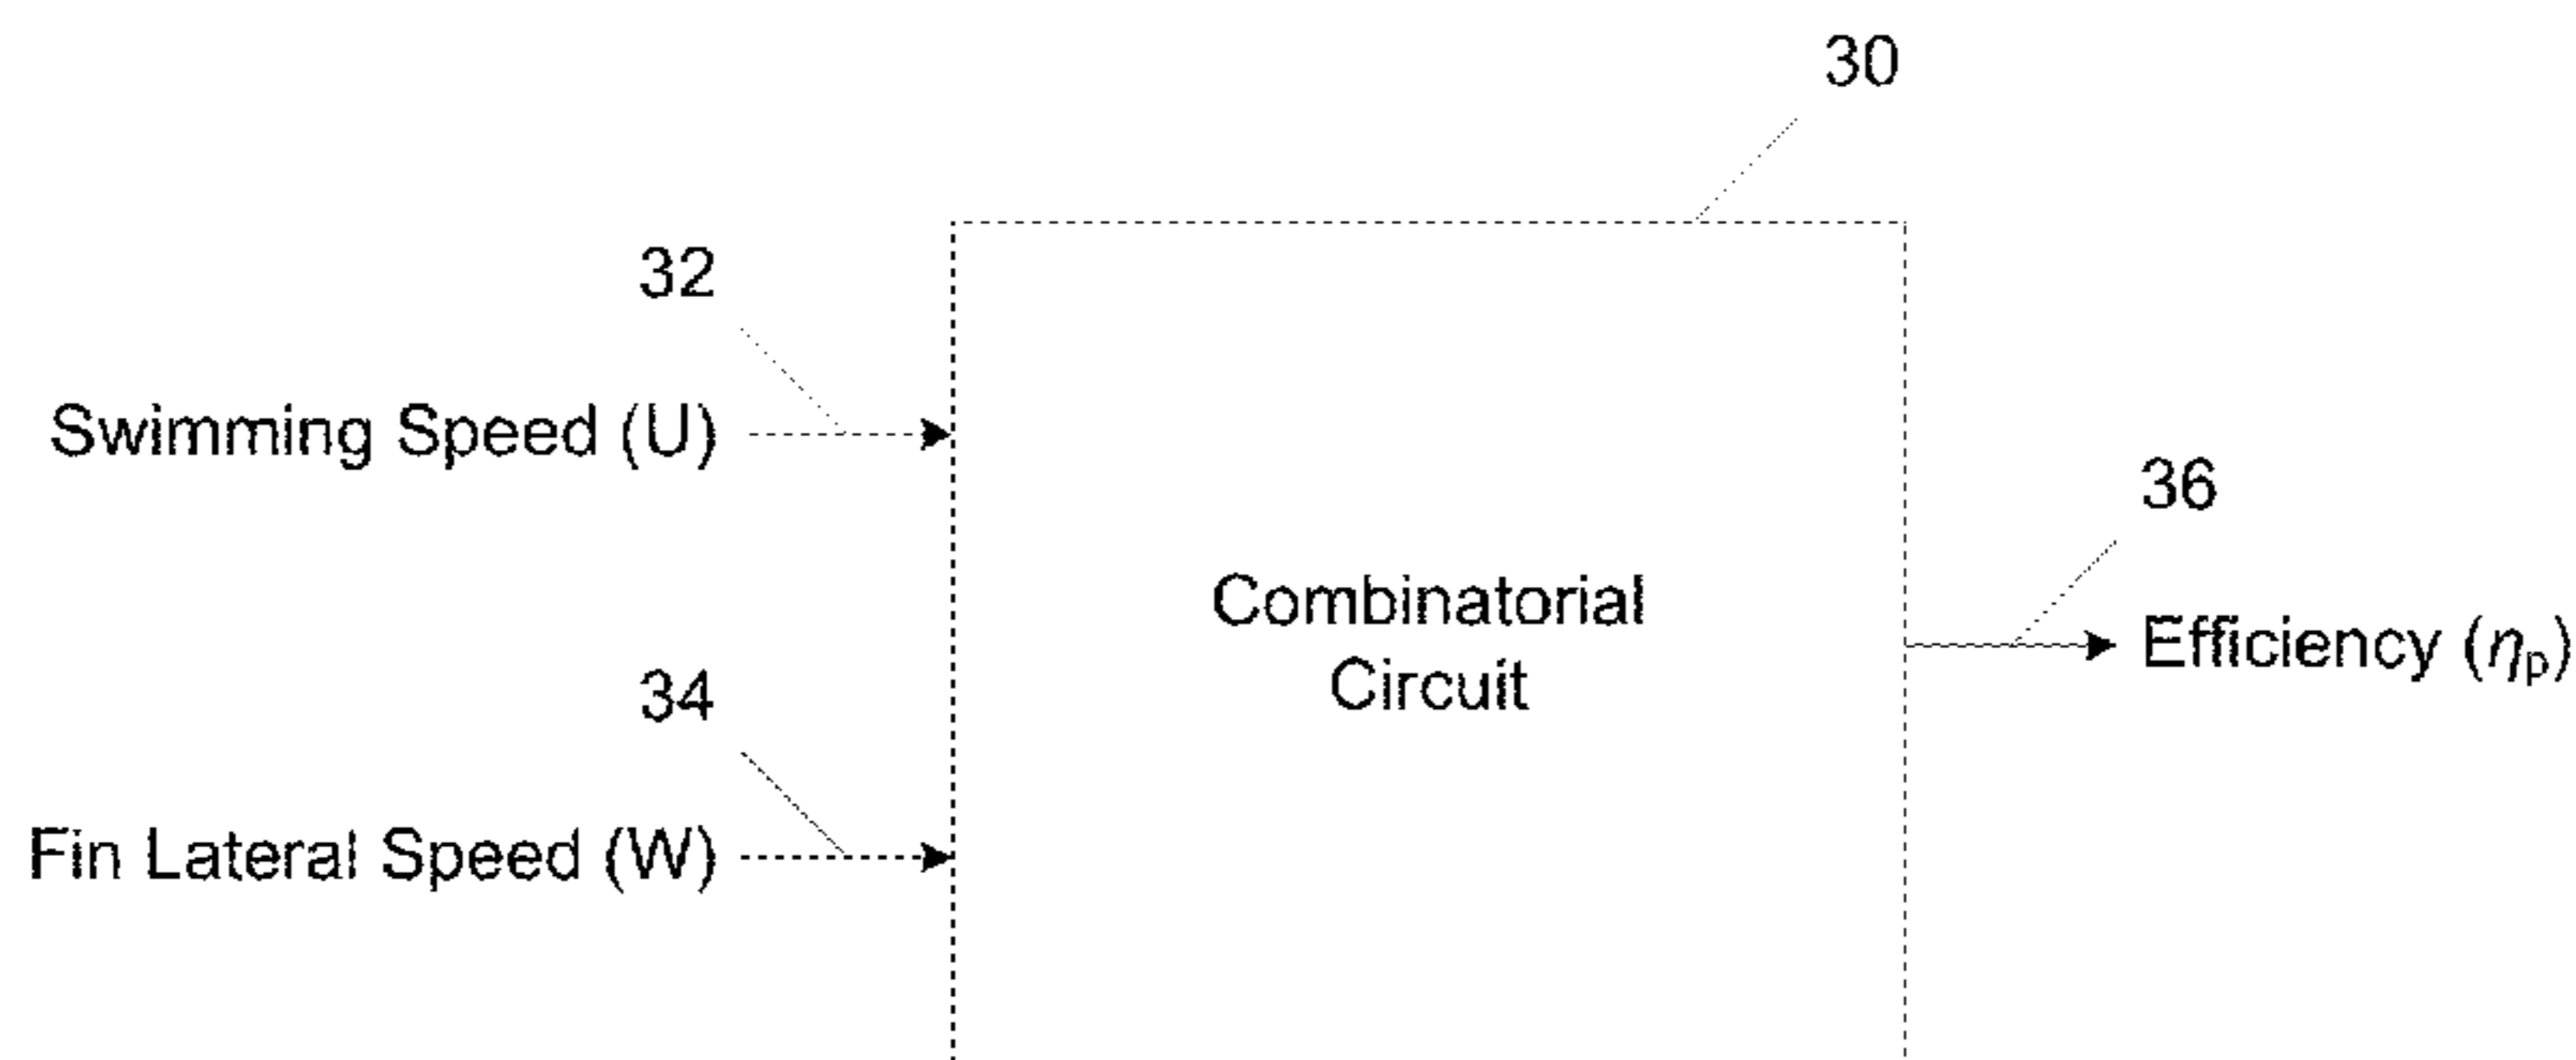 30
32
Swimming Speed (U)
36
Combinatorial
Circuit
Efficiency (ηp)
34
Fin Lateral Speed (W)